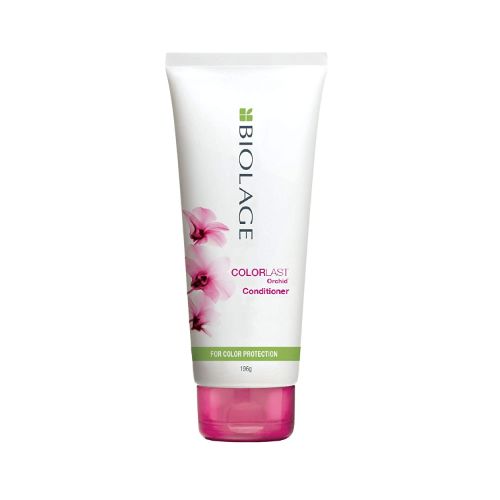 BIOLAGE
COLORLAST
Orchid
Conditioner
FOR COLOR PROTECTION
196g